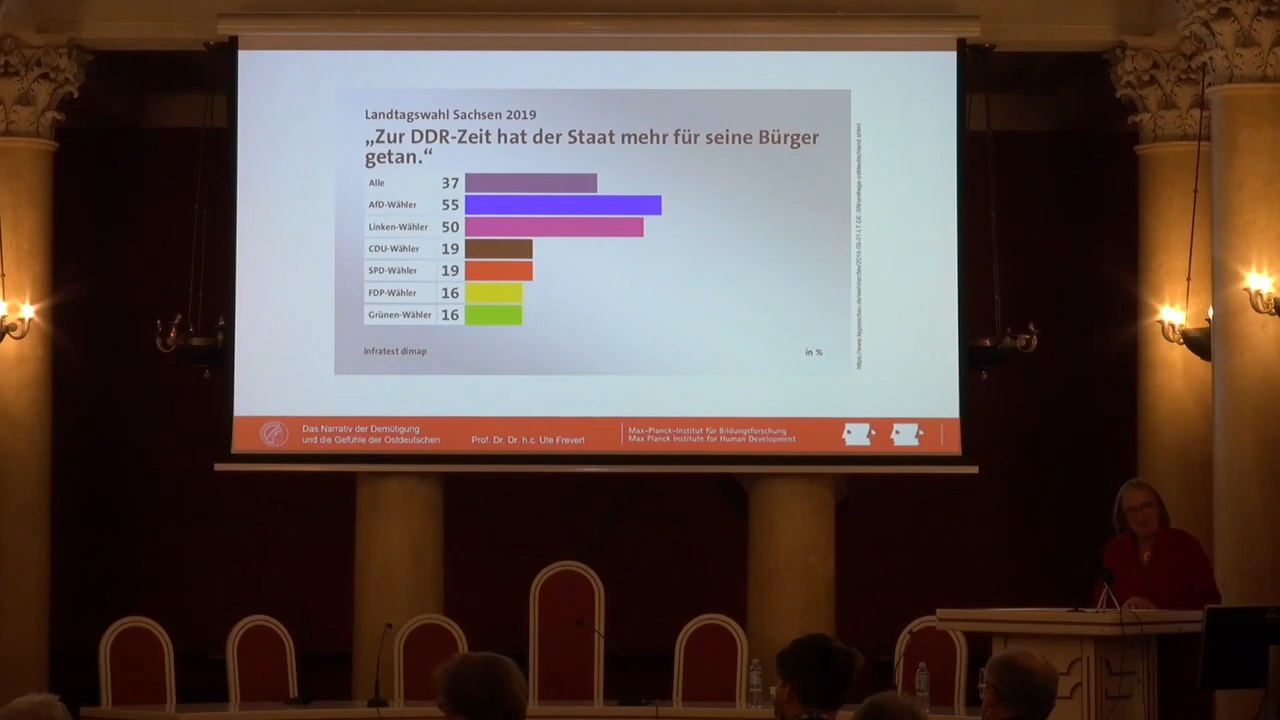 Landtagswahl Sachsen 2019
„Zur DDR-Zeit hat der Staat mehr für seine Bürger
getan.“
Alle 37
AfD-Wähler 55
Linken-Wähler 50
CDU-Wähler 19
SPD-Wähler 19
FDP-Wähler 16
Grünen-Wähler 16
Infratest dimap
in %
Das Narrativ der Demütigung
und die Gefühle der Ostdeutschen
Prof. Dr. Dr. h.c. Ute Frevert
Max-Planck-Institut für Bildungsforschung
Max Planck Institute for Human Development